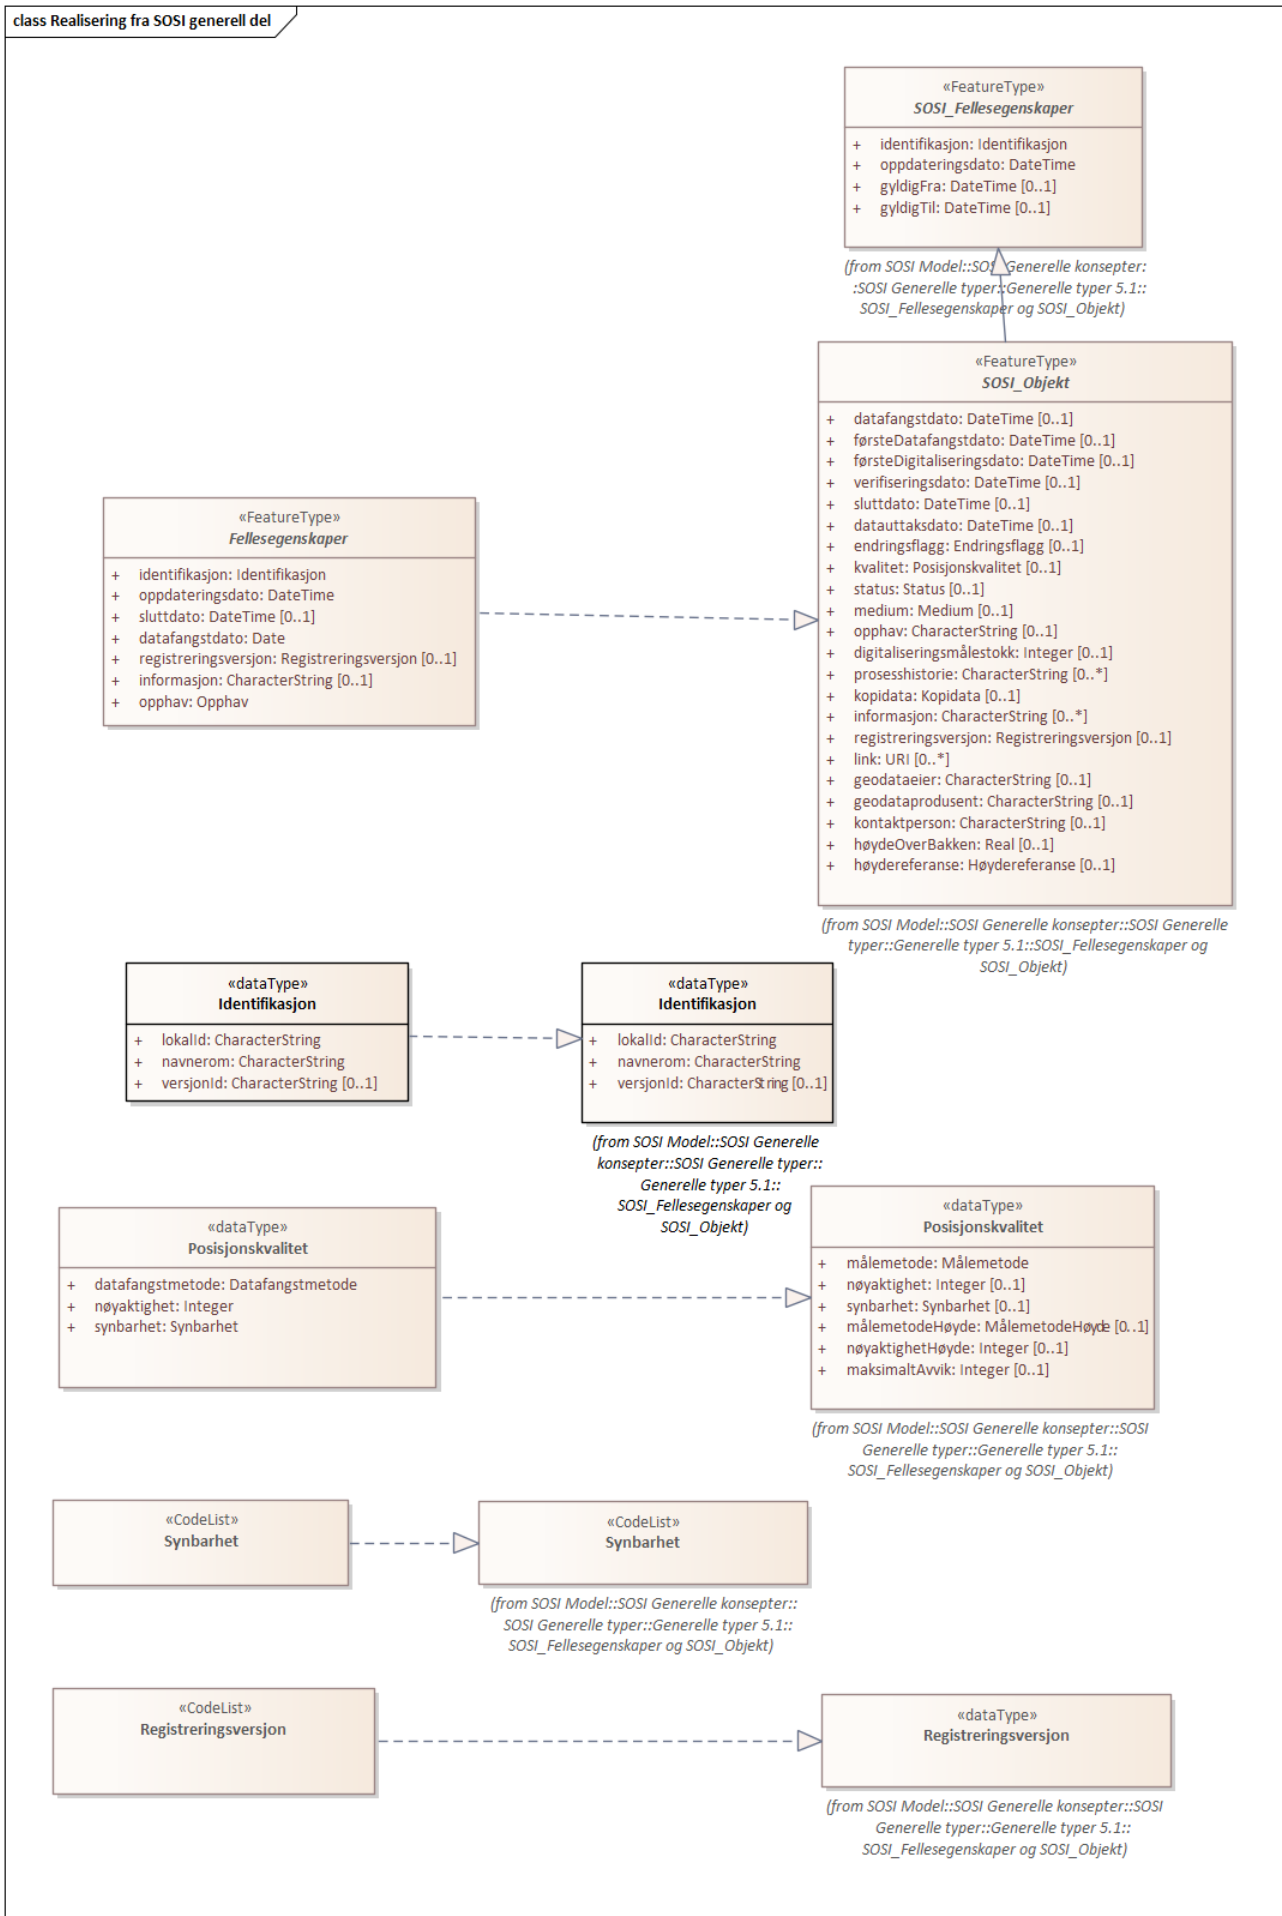 class Realisering fra SOSI generell del
«FeatureType»
SOSI_Fellesegenskaper
+ identifikasjon: Identifikasjon
+ oppdateringsdato: DateTime
+ gyldigFra: DateTime [0..1]
+ gyldigTil: DateTime [0..1]
(from SOSI Model::SOSI Generelle konsepter:
:SOSI Generelle typer::Generelle typer 5.1::
SOSI_Fellesegenskaper og SOSI_Objekt)
«FeatureType»
SOSI_Objekt
+ datafangstdato: DateTime [0..1]
+ førsteDatafangstdato: DateTime [0..1]
+ førsteDigitaliseringsdato: DateTime [0..1]
+ verifiseringsdato: DateTime [0..1]
+ sluttdato: DateTime [0..1]
+ datauttaksdato: DateTime [0..1]
+ endringsflagg: Endringsflagg [0..1]
+ kvalitet: Posisjonskvalitet [0..1]
+ status: Status [0..1]
+ medium: Medium [0..1]
+ opphav: CharacterString [0..1]
+ digitaliseringsmålestokk: Integer [0..1]
+ prosesshistorie: CharacterString [0..*]
+ kopidata: Kopidata [0..1]
+ informasjon: CharacterString [0..*]
+ registreringsversjon: Registreringsversjon [0..1]
+ link: URI [0..*]
+ geodataeier: CharacterString [0..1]
+ geodataprodusent: CharacterString [0..1]
+ kontaktperson: CharacterString [0..1]
+ høydeOverBakken: Real [0..1]
+ høydereferanse: Høydereferanse [0..1]
(from SOSI Model::SOSI Generelle konsepter::SOSI Generelle
typer::Generelle typer 5.1::SOSI_Fellesegenskaper og
SOSI_Objekt)
«FeatureType»
Fellesegenskaper
+ identifikasjon: Identifikasjon
+ oppdateringsdato: DateTime
+ sluttdato: DateTime [0..1]
+ datafangstdato: Date
+ registreringsversjon: Registreringsversjon [0..1]
+ informasjon: CharacterString [0..1]
+ opphav: Opphav
«dataType»
Identifikasjon
+ lokalId: CharacterString
+ navnerom: CharacterString
+ versjonId: CharacterString [0..1]
«dataType»
Identifikasjon
+ lokalId: CharacterString
+ navnerom: CharacterString
+ versjonId: CharacterString [0..1]
(from SOSI Model::SOSI Generelle
konsepter::SOSI Generelle typer::
Generelle typer 5.1::
SOSI_Fellesegenskaper og
SOSI_Objekt)
«dataType»
Posisjonskvalitet
+ datafangstmetode: Datafangstmetode
+ nøyaktighet: Integer
+ synbarhet: Synbarhet
«dataType»
Posisjonskvalitet
+ målemetode: Målemetode
+ nøyaktighet: Integer [0..1]
+ synbarhet: Synbarhet [0..1]
+ målemetodeHøyde: MålemetodeHøyde [0..1]
+ nøyaktighetHøyde: Integer [0..1]
+ maksimaltAvvik: Integer [0..1]
(from SOSI Model::SOSI Generelle konsepter::SOSI
Generelle typer::Generelle typer 5.1::
SOSI_Fellesegenskaper og SOSI_Objekt)
«CodeList»
Synbarhet
«CodeList»
Synbarhet
(from SOSI Model::SOSI Generelle konsepter::
SOSI Generelle typer::Generelle typer 5.1::
SOSI_Fellesegenskaper og SOSI_Objekt)
«CodeList»
Registreringsversjon
«dataType»
Registreringsversjon
(from SOSI Model::SOSI Generelle konsepter::SOSI
Generelle typer::Generelle typer 5.1::
SOSI_Fellesegenskaper og SOSI_Objekt)